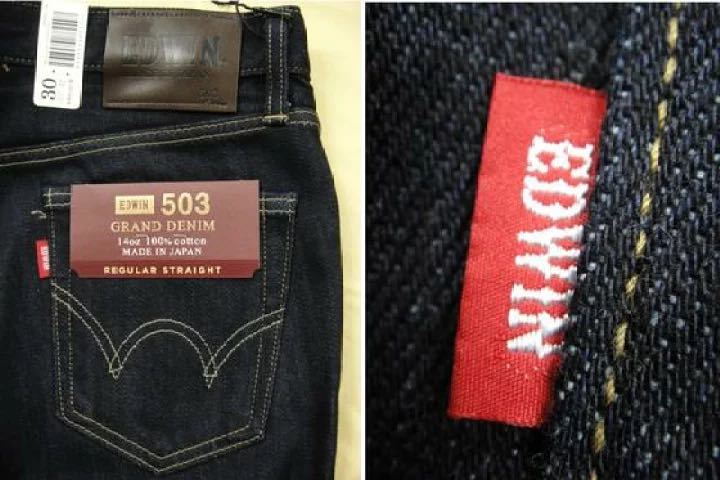 30
EDWIN.
EDWIN 503
GRAND DENIM
14oz 100% cotton
MADE IN JAPAN
REGULAR STRAIGHT
EDWIN
EDWIN